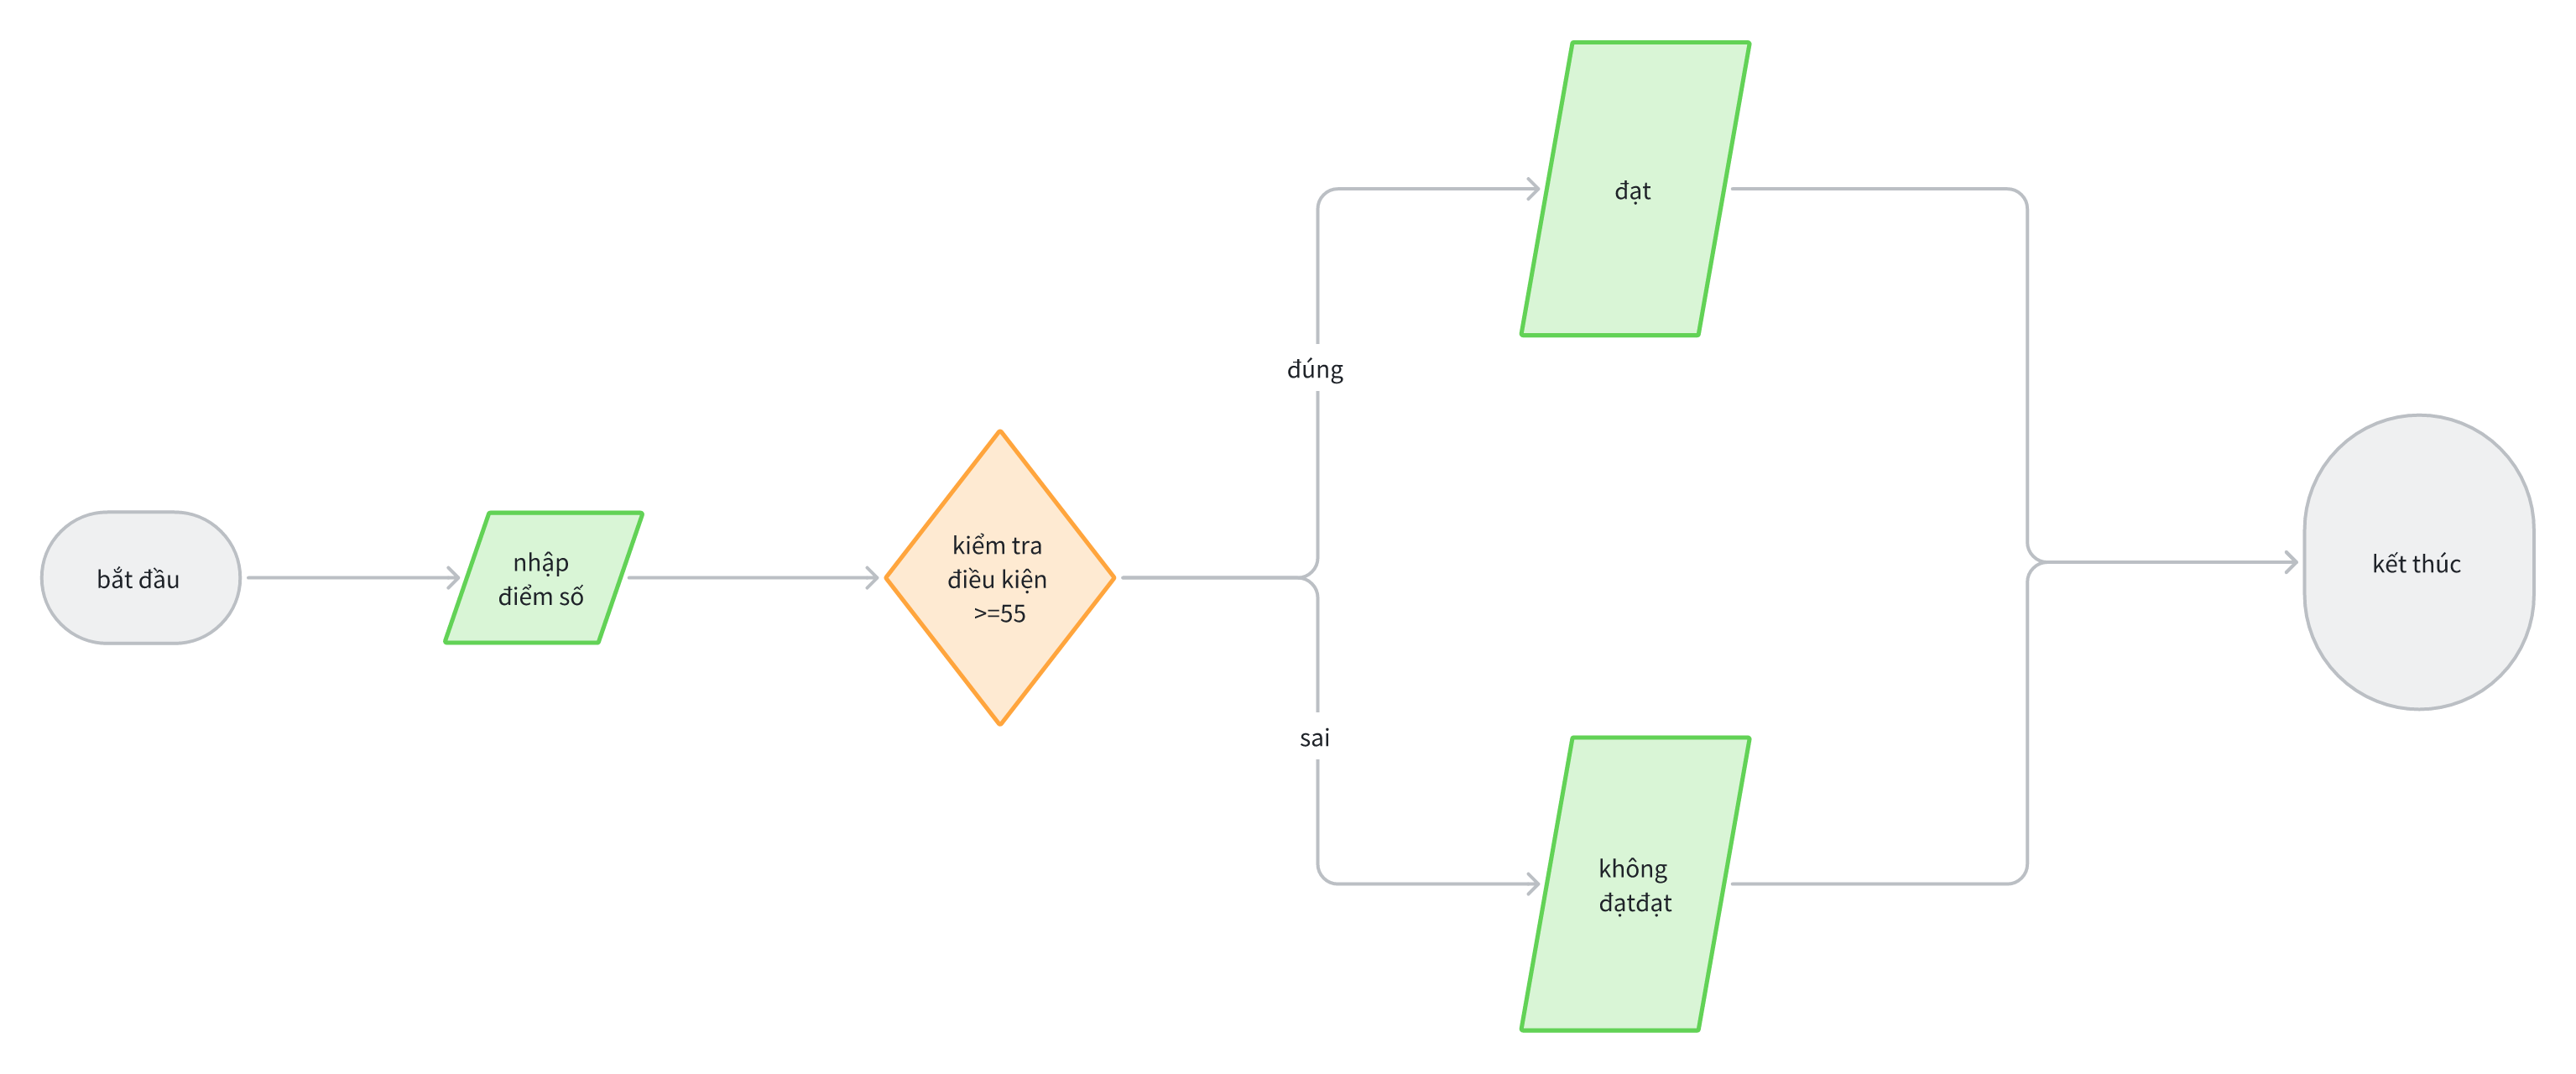 bắt đầu
nhập
điểm số
kiểm tra
điều kiện
>=55
đúng
đạt
sai
không
đạtđạt
kết thúc